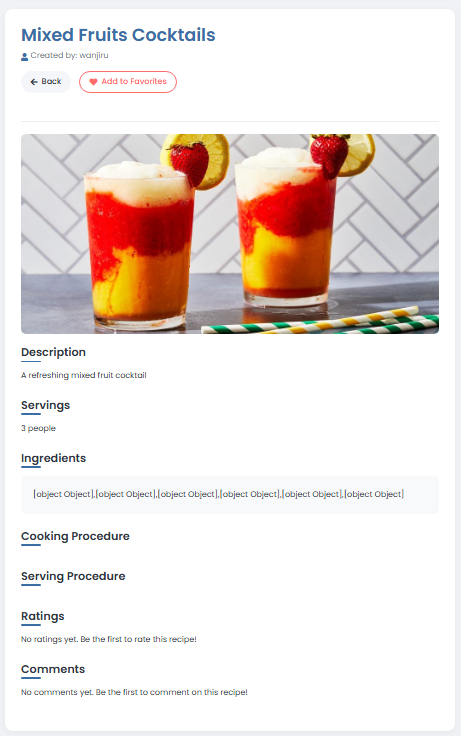 Mixed Fruits Cocktails
Created by: wanjiru
Back
Add to Favorites
Description
A refreshing mixed fruit cocktail
Servings
3 people
Ingredients
[object Object],[object Object],[object Object],[object Object],[object Object],[object Object]
Cooking Procedure
Serving Procedure
Ratings
No ratings yet. Be the first to rate this recipe!
Comments
No comments yet. Be the first to comment on this recipe!